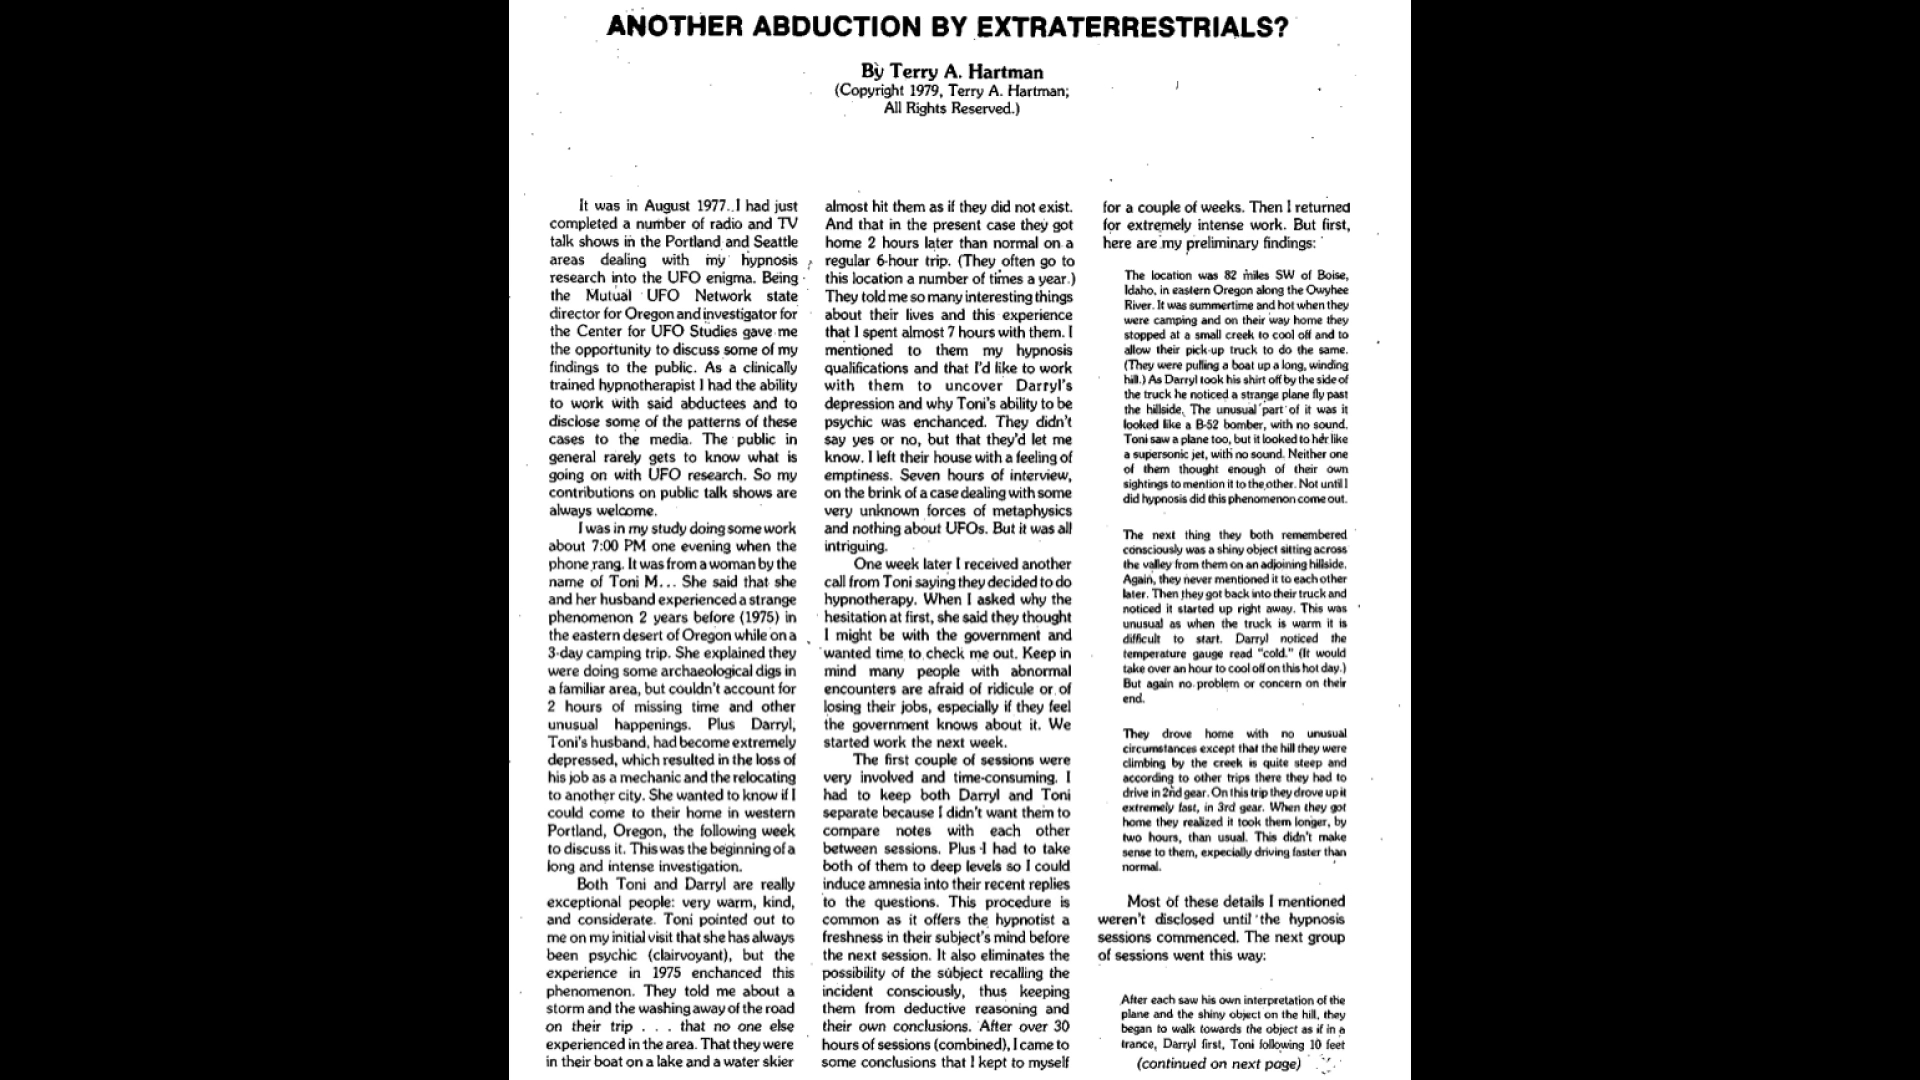 ANOTHER ABDUCTION BY EXTRATERRESTRIALS?
By Terry A. Hartman
(Copyright 1979, Terry A. Hartman;
All Rights Reserved.)
It was in August 1977. I had just
completed a number of radio and TV
talk shows in the Portland and Seattle
areas dealing with my hypnosis
research into the UFO enigma. Being
the Mutual UFO Network state
director for Oregon and investigator for
the Center for UFO Studies gave me
the opportunity to discuss some of my
findings to the public. As a clinically
trained hypnotherapist I had the ability
to work with said abductees and to
disclose some of the patterns of these
cases to the media. The public in
general rarely gets to know what is
going on with UFO research. So my
contributions on public talk shows are
always welcome.
I was in my study doing some work
about 7:00 PM one evening when the
phone rang. It was from a woman by the
name of Toni M... She said that she
and her husband experienced a strange
phenomenon 2 years before (1975) in
the eastern desert of Oregon while on a
3-day camping trip. She explained they
were doing some archaeological digs in
a familiar area, but couldn't account for
2 hours of missing time and other
unusual happenings. Plus Darryl,
Toni's husband, had become extremely
depressed, which resulted in the loss of
his job as a mechanic and the relocating
to another city. She wanted to know if I
could come to their home in western
Portland, Oregon, the following week
to discuss it. This was the beginning of a
long and intense investigation.
Both Toni and Darryl are really
exceptional people: very warm, kind,
and considerate. Toni pointed out to
me on my initial visit that she has always
been psychic (clairvoyant), but the
experience in 1975 enchanced this
phenomenon. They told me about a
storm and the washing away of the road
on their trip . . . that no one else
experienced in the area. That they were
in their boat on a lake and a water skier
almost hit them as if they did not exist.
And that in the present case they got
home 2 hours later than normal on a
regular 6-hour trip. (They often go to
this location a number of times a year.)
They told me so many interesting things
about their lives and this experience
that I spent almost 7 hours with them. I
mentioned to them my hypnosis
qualifications and that I'd like to work
with them to uncover Darryl's
depression and why Toni's ability to be
psychic was enchanced. They didn't
say yes or no, but that they'd let me
know. I left their house with a feeling of
emptiness. Seven hours of interview,
on the brink of a case dealing with some
very unknown forces of metaphysics
and nothing about UFOs. But it was all
intriguing.
One week later I received another
call from Toni saying they decided to do
hypnotherapy. When I asked why the
hesitation at first, she said they thought
I might be with the government and
wanted time to check me out. Keep in
mind many people with abnormal
encounters are afraid of ridicule or of
losing their jobs, especially if they feel
the government knows about it. We
started work the next week.
The first couple of sessions were
very involved and time-consuming. I
had to keep both Darryl and Toni
separate because I didn't want them to
compare notes with each other
between sessions. Plus I had to take
both of them to deep levels so I could
induce amnesia into their recent replies
to the questions. This procedure is
common as it offers the hypnotist a
freshness in their subject's mind before
the next session. It also eliminates the
possibility of the subject recalling the
incident consciously, thus keeping
them from deductive reasoning and
their own conclusions. After over 30
hours of sessions (combined), I came to
some conclusions that I kept to myself
for a couple of weeks. Then I returned
for extremely intense work. But first,
here are my preliminary findings:
The location was 82 miles SW of Boise,
Idaho, in eastern Oregon along the Owyhee
River. It was summertime and hot when they
were camping and on their way home they
stopped at a small creek to cool off and to
allow their pick-up truck to do the same.
(They were pulling a boat up a long, winding
hill.) As Darryl took his shirt off by the side of
the truck he noticed a strange plane fly past
the hillside. The unusual part of it was it
looked like a B-52 bomber, with no sound.
Toni saw a plane too, but it looked to her like
a supersonic jet, with no sound. Neither one
of them thought enough of their own
sightings to mention it to the other. Not until I
did hypnosis did this phenomenon come out.
The next thing they both remembered
consciously was a shiny object sitting across
the valley from them on an adjoining hillside.
Again, they never mentioned it to each other
later. Then they got back into their truck and
noticed it started up right away. This was
unusual as when the truck is warm it is
difficult to start. Darryl noticed the
temperature gauge read "cold." (It would
take over an hour to cool off on this hot day.)
But again no problem or concern on their
end.
They drove home with no unusual
circumstances except that the hill they were
climbing by the creek is quite steep and
according to other trips there they had to
drive in 2nd gear. On this trip they drove up it
extremely fast, in 3rd gear. When they got
home they realized it took them longer, by
two hours, than usual. This didn't make
sense to them, expecially driving faster than
normal.
Most of these details I mentioned
weren't disclosed until the hypnosis
sessions commenced. The next group
of sessions went this way:
After each saw his own interpretation of the
plane and the shiny object on the hill, they
began to walk towards the object as if in a
trance, Darryl first, Toni following 10 feet
(continued on next page)